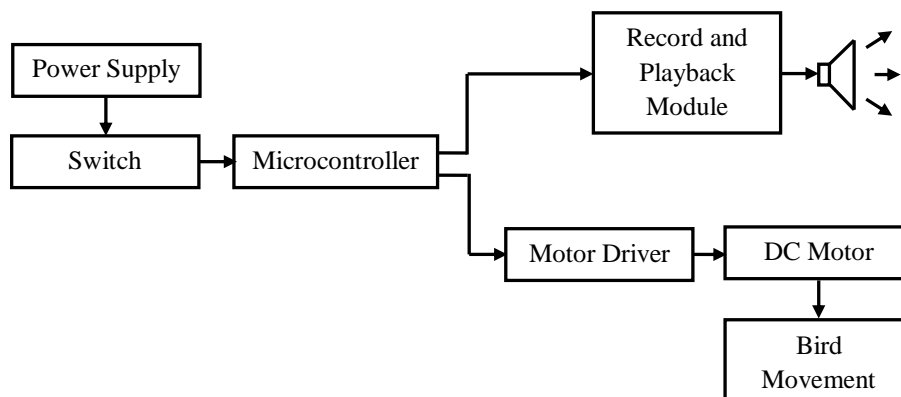 Power Supply
Switch
Microcontroller
Record and
Playback
Module
Motor Driver
DC Motor
Bird
Movement